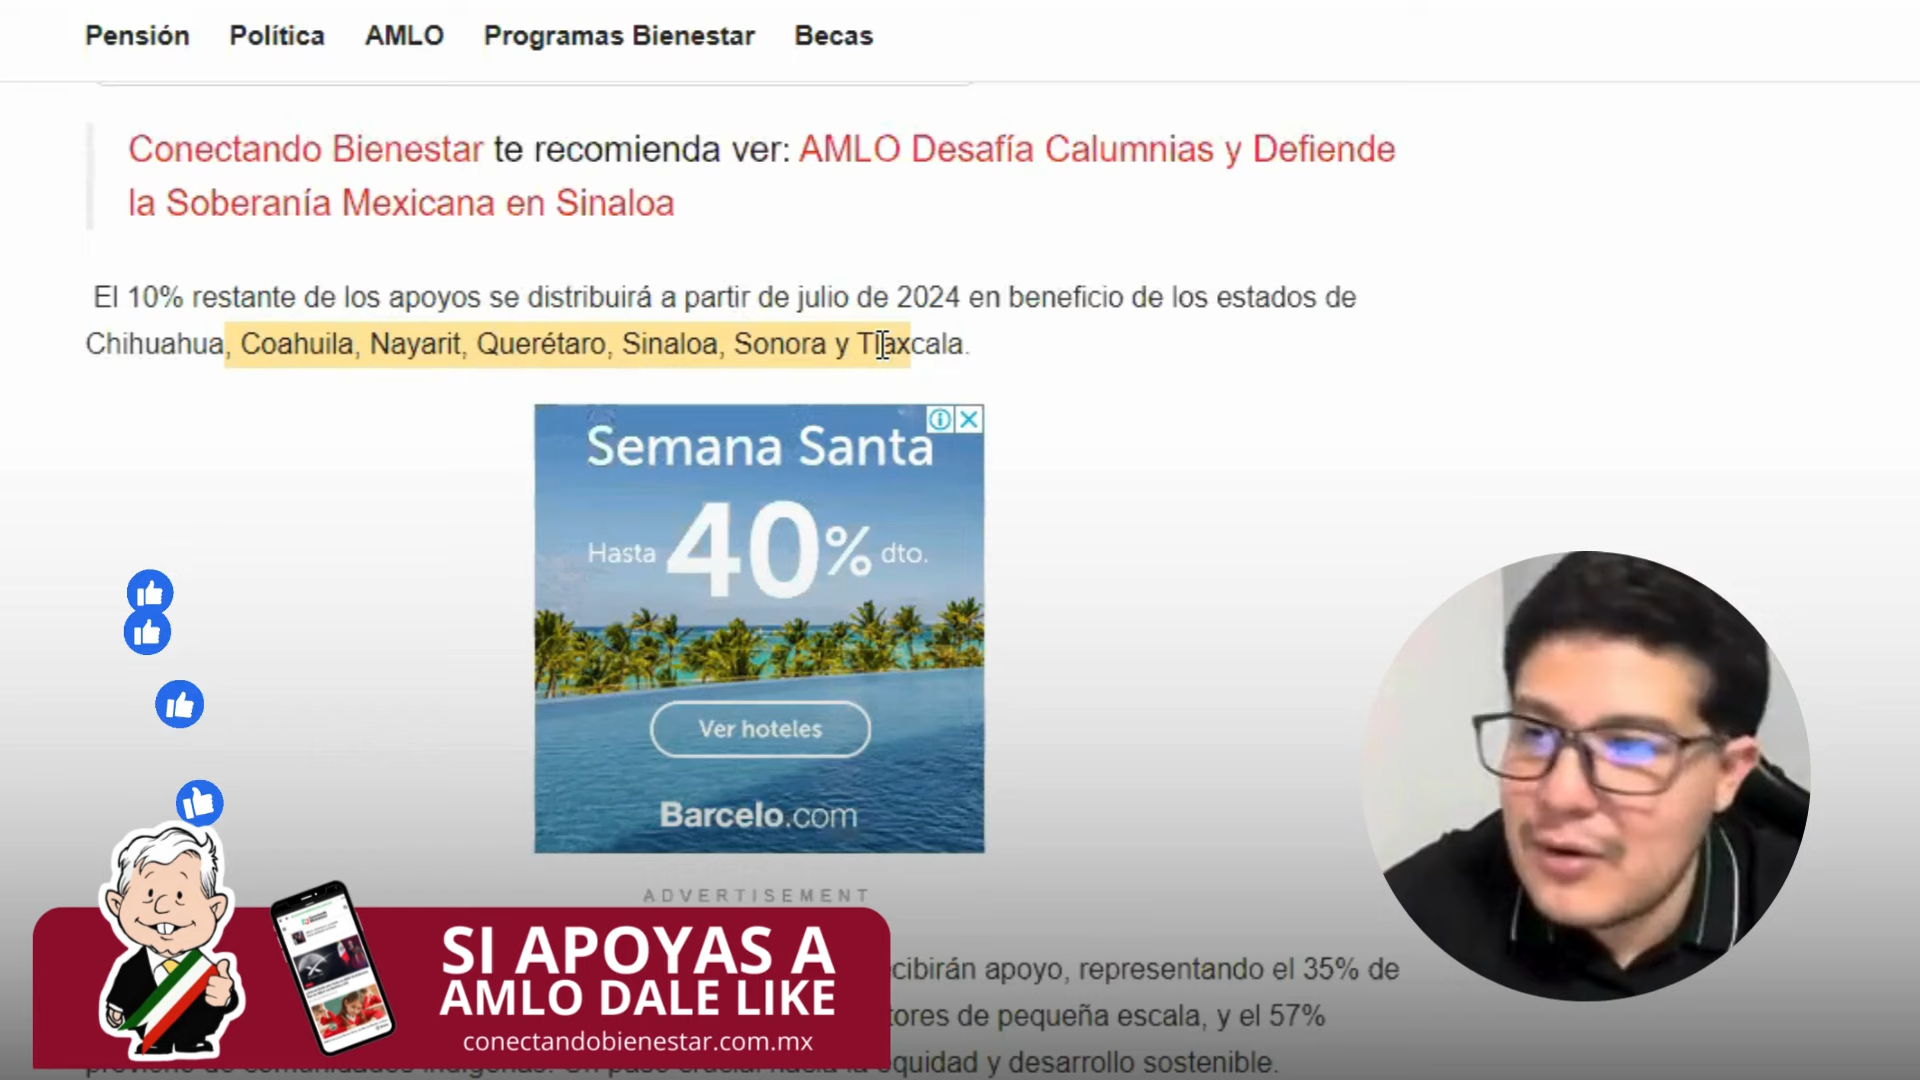 Pensión Política AMLO Programas Bienestar Becas
Conectando Bienestar te recomienda ver: AMLO Desafía Calumnias y Defiende
la Soberanía Mexicana en Sinaloa
El 10% restante de los apoyos se distribuirá a partir de julio de 2024 en beneficio de los estados de
Chihuahua, Coahuila, Nayarit, Querétaro, Sinaloa, Sonora y Tlaxcala.
Semana Santa
Hasta 40% dto.
Ver hoteles
Barcelo.com
ADVERTISEMENT
SI APOYAS A
AMLO DALE LIKE
conectandobienestar.com.mx
cibirán apoyo, representando el 35% de
tores de pequeña escala, y el 57%
quidad y desarrollo sostenible.